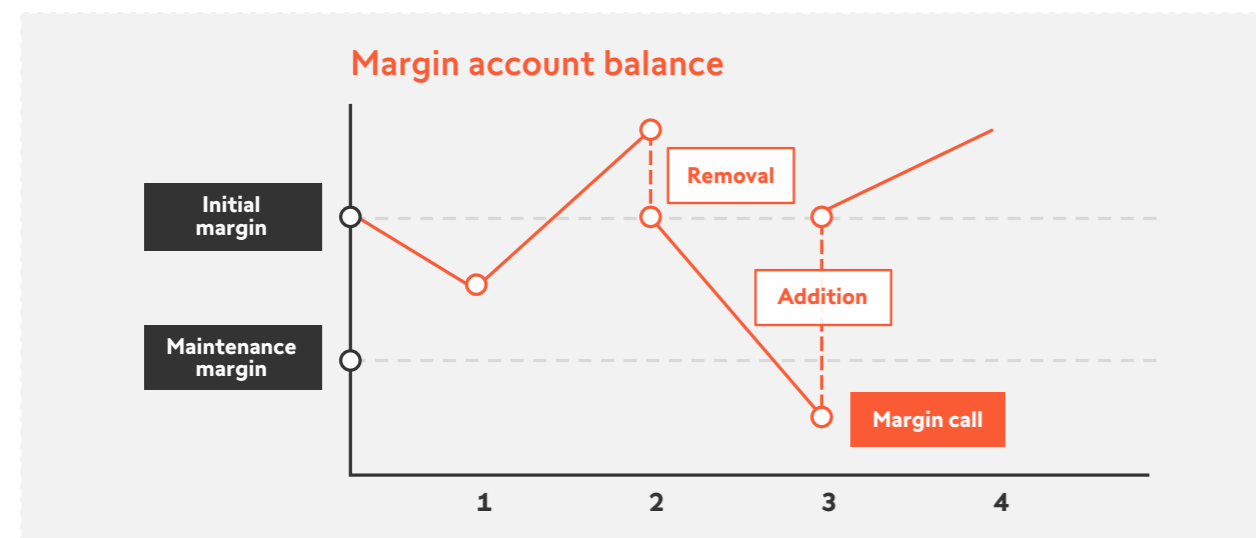 Margin account balance
Removal
Initial
margin
Addition
Maintenance
margin
Margin call
1 2 3 4